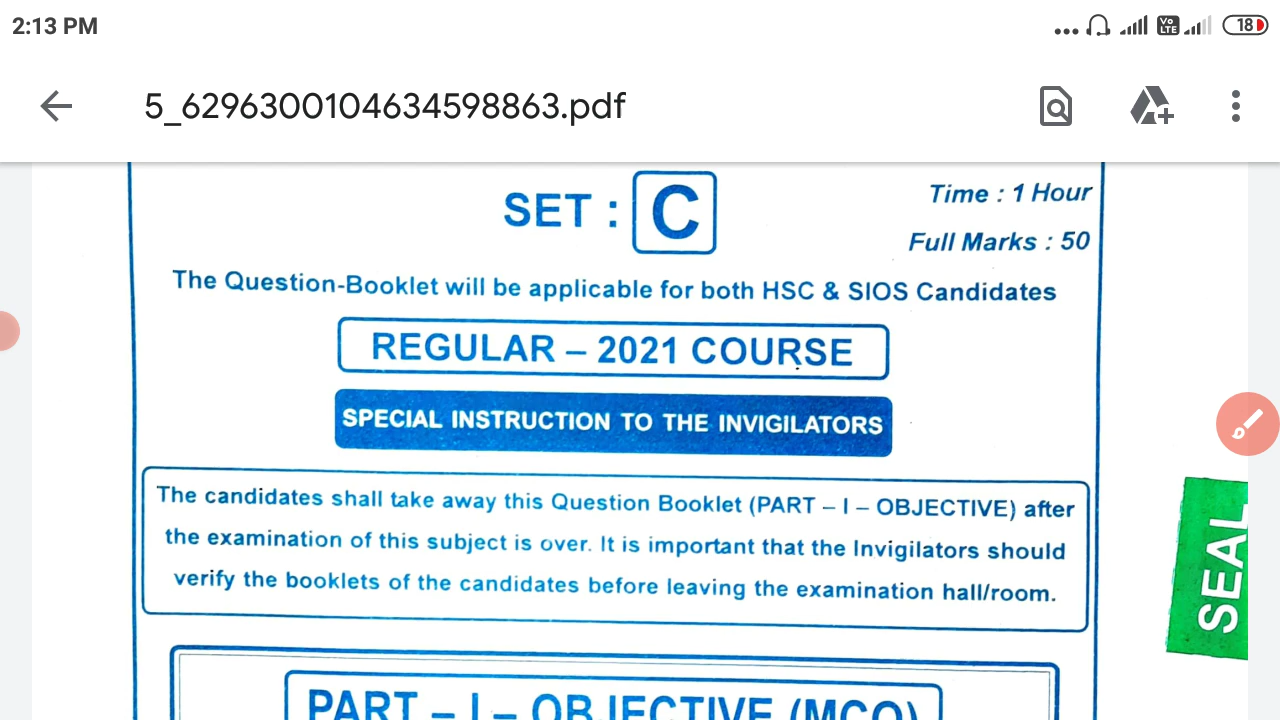 2:13 PM
Vo LTE
18
5_6296300104634598863.pdf
SET : C
Time : 1 Hour
Full Marks : 50
The Question-Booklet will be applicable for both HSC & SIOS Candidates
REGULAR – 2021 COURSE
SPECIAL INSTRUCTION TO THE INVIGILATORS
The candidates shall take away this Question Booklet (PART – I – OBJECTIVE) after
the examination of this subject is over. It is important that the Invigilators should
verify the booklets of the candidates before leaving the examination hall/room.
SEAL
PART – I – OBJECTIVE (MCQ)